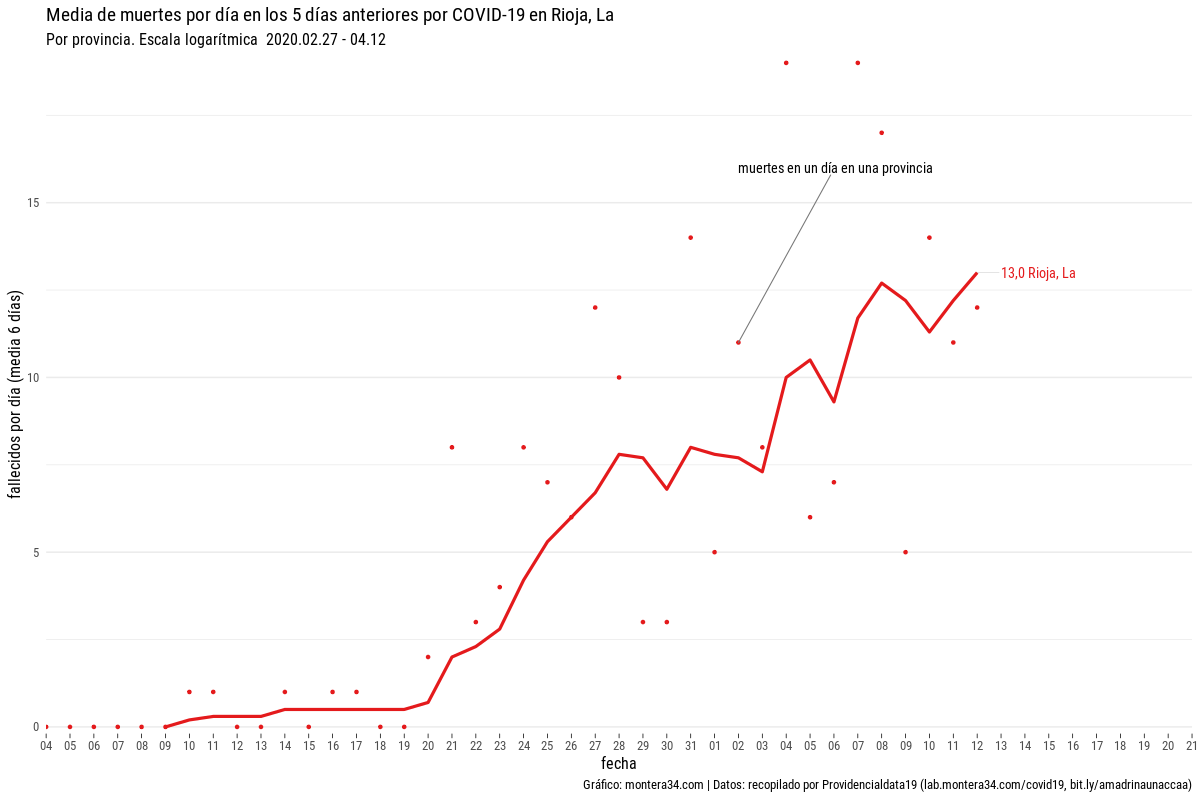 Media de muertes por día en los 5 días anteriores por COVID-19 en Rioja, La
Por provincia. Escala logarítmica  2020.02.27 - 04.12
muertes en un día en una provincia
15
13,0 Rioja, La
fallecidos por día (media 6 días)
10
5
0
04 05 06 07 08 09 10 11 12 13 14 15 16 17 18 19 20 21 22 23 24 25 26 27 28 29 30 31 01 02 03 04 05 06 07 08 09 10 11 12 13 14 15 16 17 18 19 20 21
fecha
Gráfico: montera34.com | Datos: recopilado por Providencialdata19 (lab.montera34.com/covid19, bit.ly/amadrinaunaccaa)